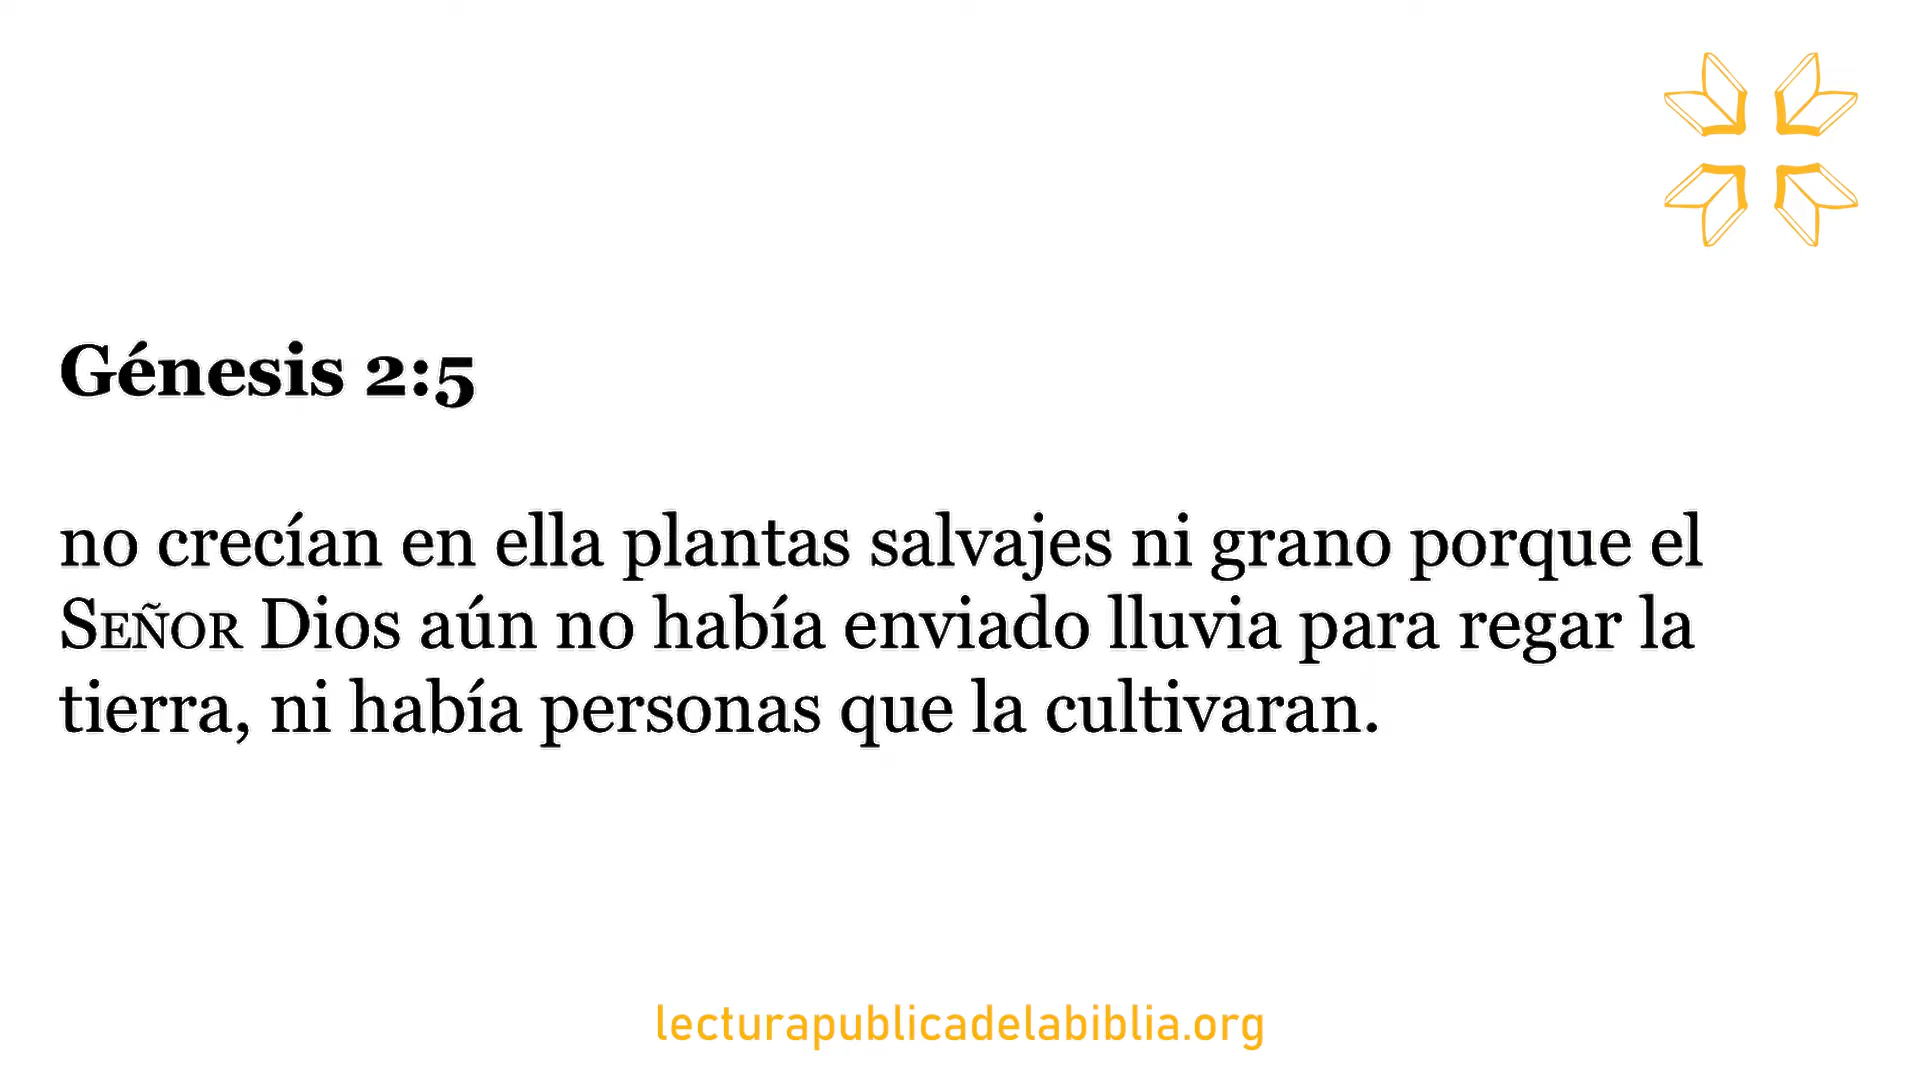 Génesis 2:5
no crecían en ella plantas salvajes ni grano porque el
SEÑOR Dios aún no había enviado lluvia para regar la
tierra, ni había personas que la cultivaran.
lecturapublicadelabiblia.org